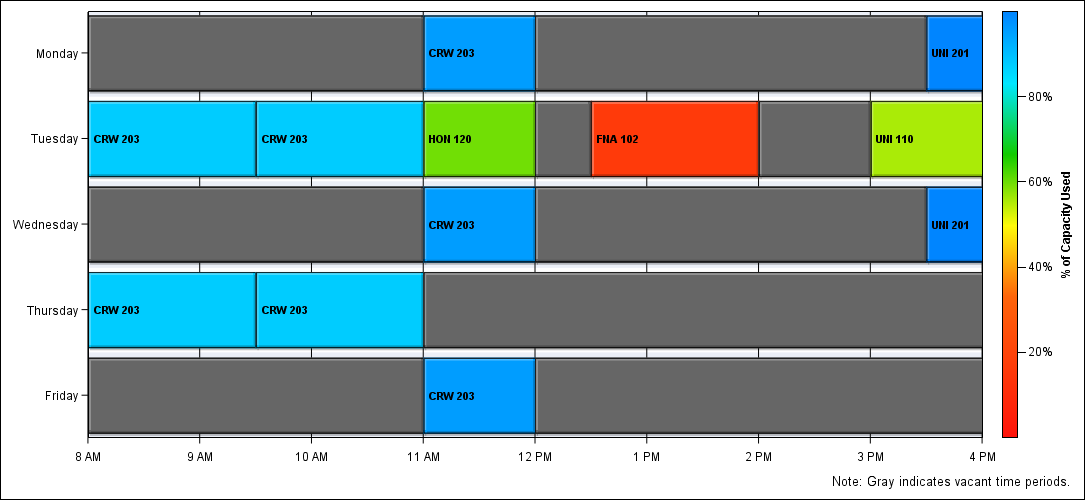 Monday
CRW 203
UNI 201
80%
Tuesday
CRW 203
CRW 203
HON 120
FNA 102
UNI 110
60%
% of Capacity Used
Wednesday
CRW 203
UNI 201
40%
Thursday
CRW 203
CRW 203
20%
Friday
CRW 203
8 AM
9 AM
10 AM
11 AM
12 PM
1 PM
2 PM
3 PM
4 PM
Note: Gray indicates vacant time periods.